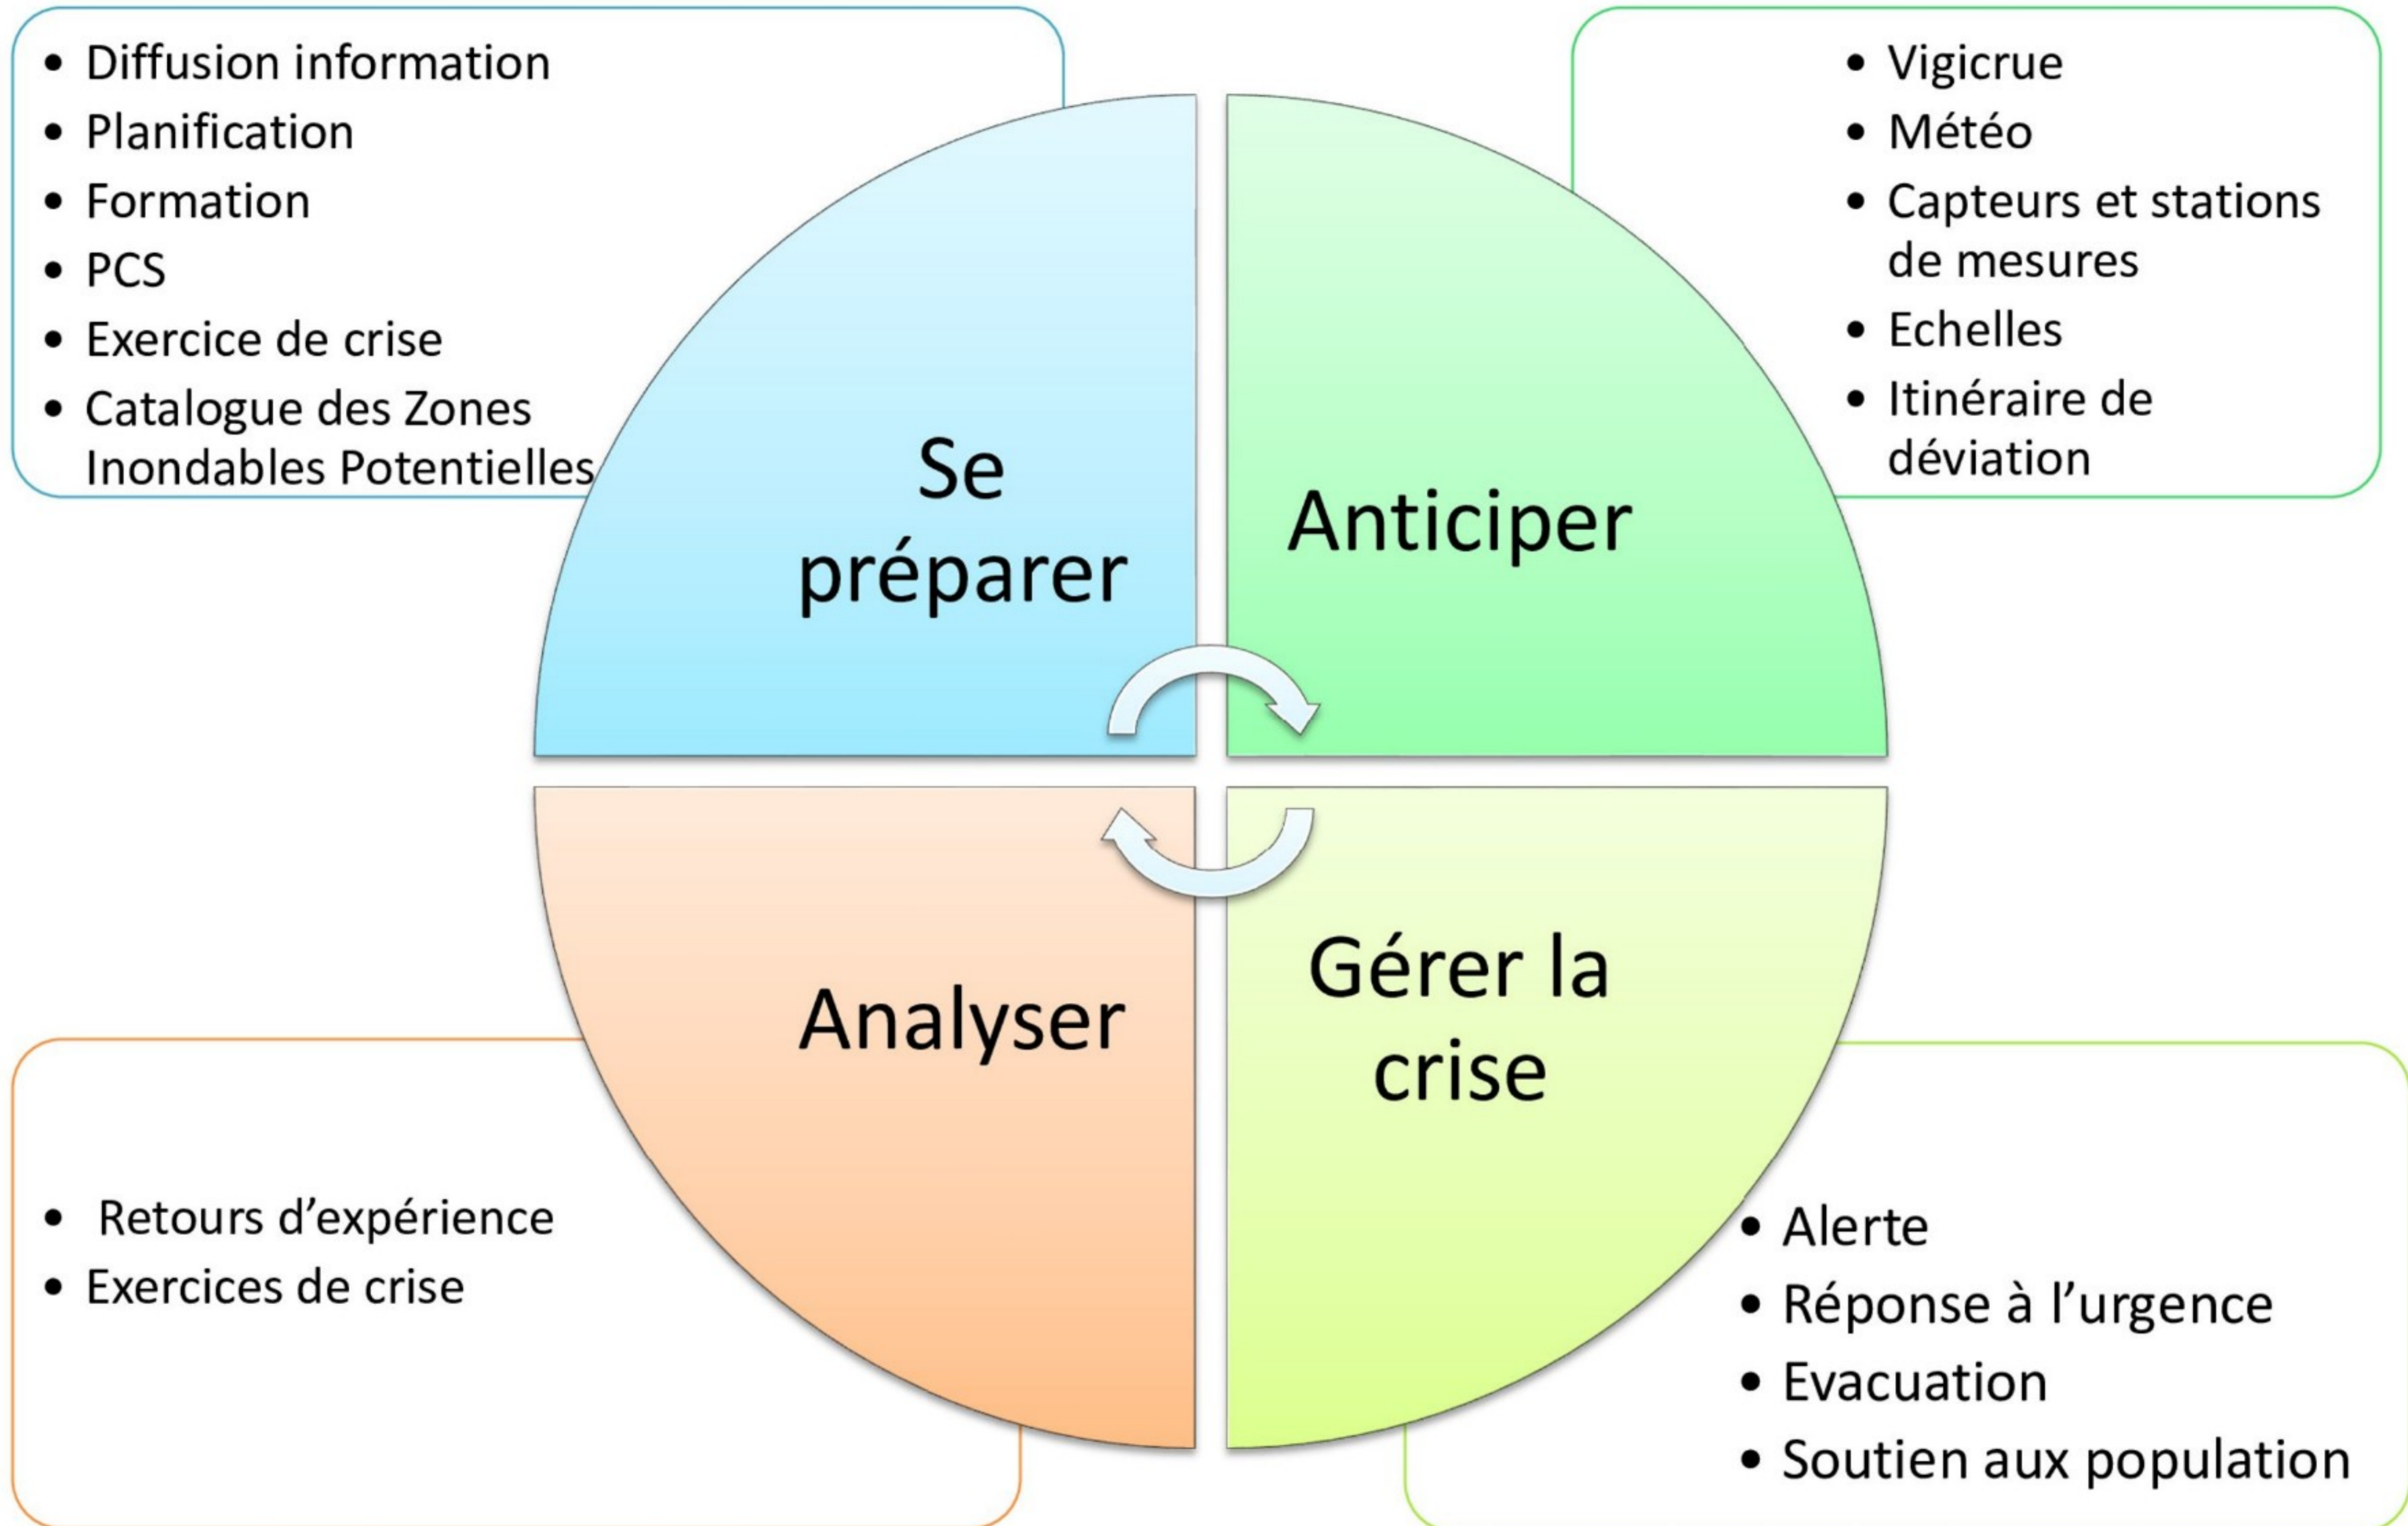 • Diffusion information
• Planification
• Formation
• PCS
• Exercice de crise
• Catalogue des Zones
Inondables Potentielles
• Vigicrue
• Météo
• Capteurs et stations
de mesures
• Echelles
• Itinéraire de
déviation
Se
préparer
Anticiper
Analyser
Gérer la
crise
• Retours d’expérience
• Exercices de crise
• Alerte
• Réponse à l’urgence
• Evacuation
• Soutien aux population